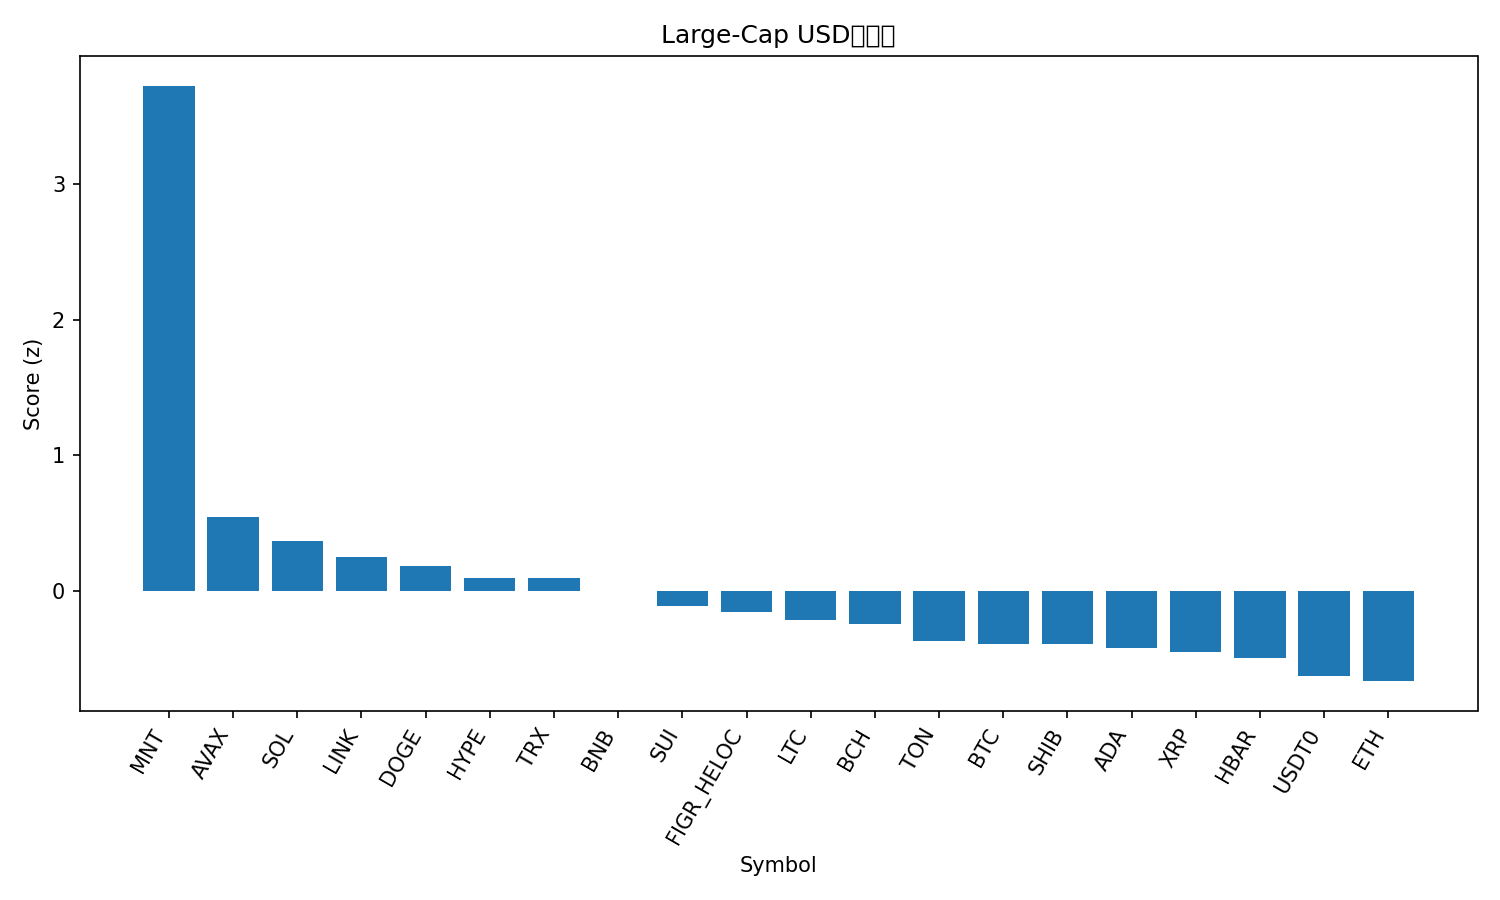 Large-Cap USD
3
2
1
0
Score (z)
MNT
AVAX
SOL
LINK
DOGE
HYPE
TRX
BNB
SUI
FIGR_HELOC
LTC
BCH
TON
BTC
SHIB
ADA
XRP
HBAR
USDT0
ETH
Symbol